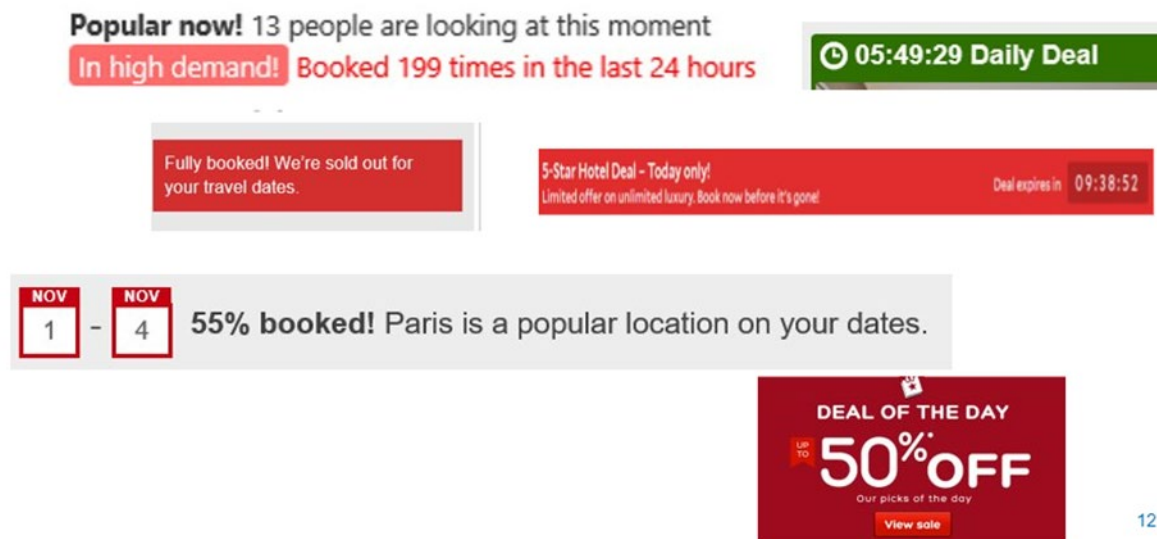 Popular now! 13 people are looking at this moment
In high demand! Booked 199 times in the last 24 hours
05:49:29 Daily Deal
Fully booked! We're sold out for
your travel dates.
5-Star Hotel Deal – Today only!
Limited offer on unlimited luxury. Book now before it's gone!
Deal expires in 09:38:52
NOV
1
-
NOV
4
55% booked! Paris is a popular location on your dates.
DEAL OF THE DAY
UP
TO
50%*OFF
Our picks of the day
View sale
12